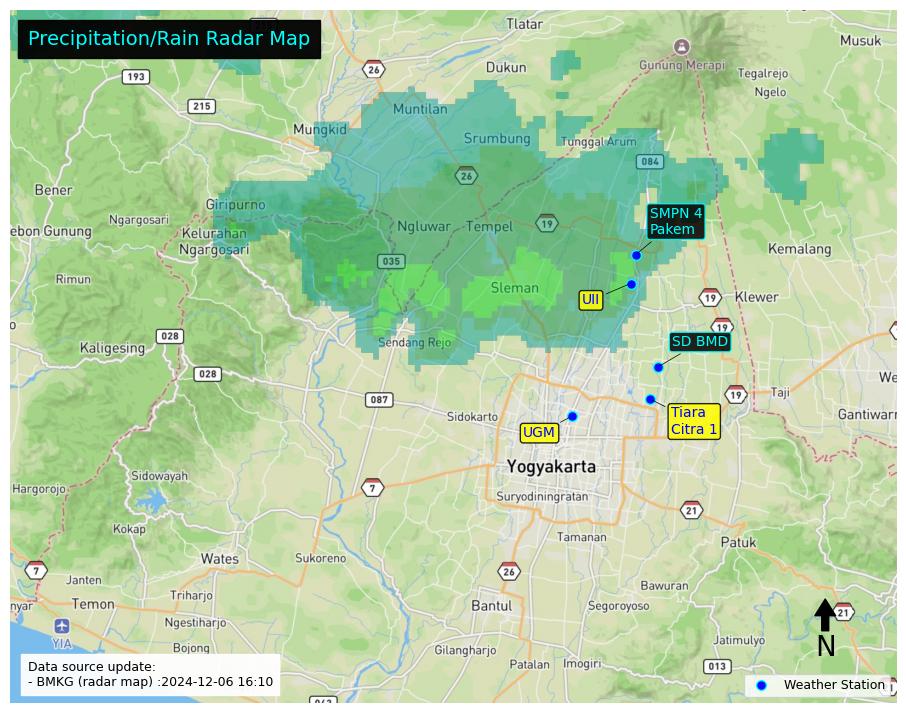 Precipitation/Rain Radar Map
Tlatar
Musuk
26
Dukun
Gunung Merapi
Tegalrejo
193
Ngelo
215
Muntilan
Mungkid
Srumbung
Tunggal Arum
084
26
Bener
Giripurno
SMPN 4
Pakem
Ngargosari
Ngluwar
Tempel
19
ebon Gunung
Kelurahan
Ngargosari
Kemalang
035
Rimun
Sleman
UII
19
Klewer
19
028
Sendang Rejo
SD BMD
Kaligesing
028
We
087
19
Taji
Sidokarto
Tiara
Citra 1
Gantiwarn
UGM
Yogyakarta
Sidowayah
Hargorojo
7
Suryodiningratan
21
Kokap
Tamanan
Patuk
Wates
Sukoreno
7
26
Janten
Bawuran
nyar
Temon
Triharjo
Bantul
Segoroyoso
21
Ngestiharjo
N
YIA
Jatimulyo
Bojong
Gilangharjo
Patalan
Imogiri
013
Data source update:
- BMKG (radar map) :2024-12-06 16:10
Weather Station